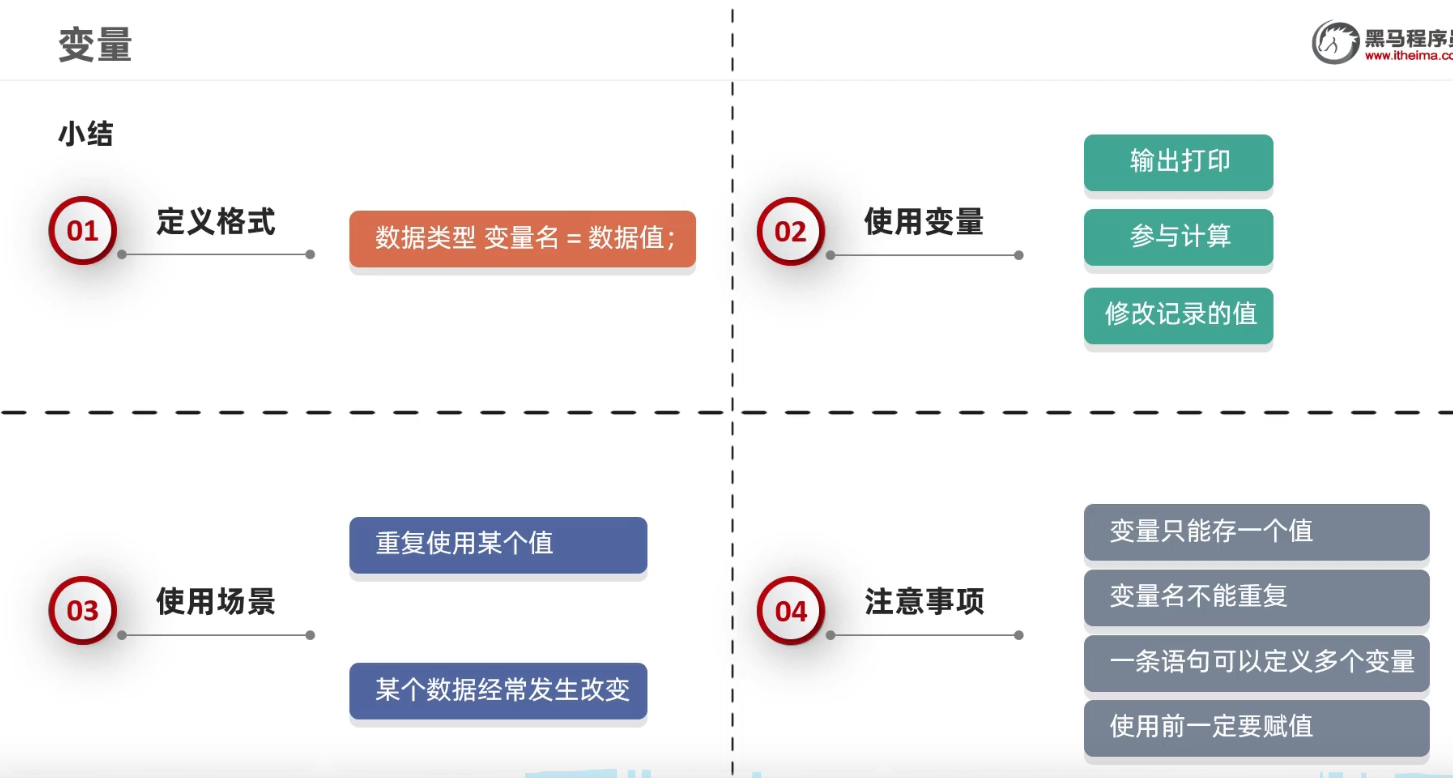 变量
黑马程序员
www.itheima.co
小结
01
定义格式
数据类型 变量名 = 数据值；
02
使用变量
输出打印
参与计算
修改记录的值
03
使用场景
重复使用某个值
某个数据经常发生改变
04
注意事项
变量只能存一个值
变量名不能重复
一条语句可以定义多个变量
使用前一定要赋值